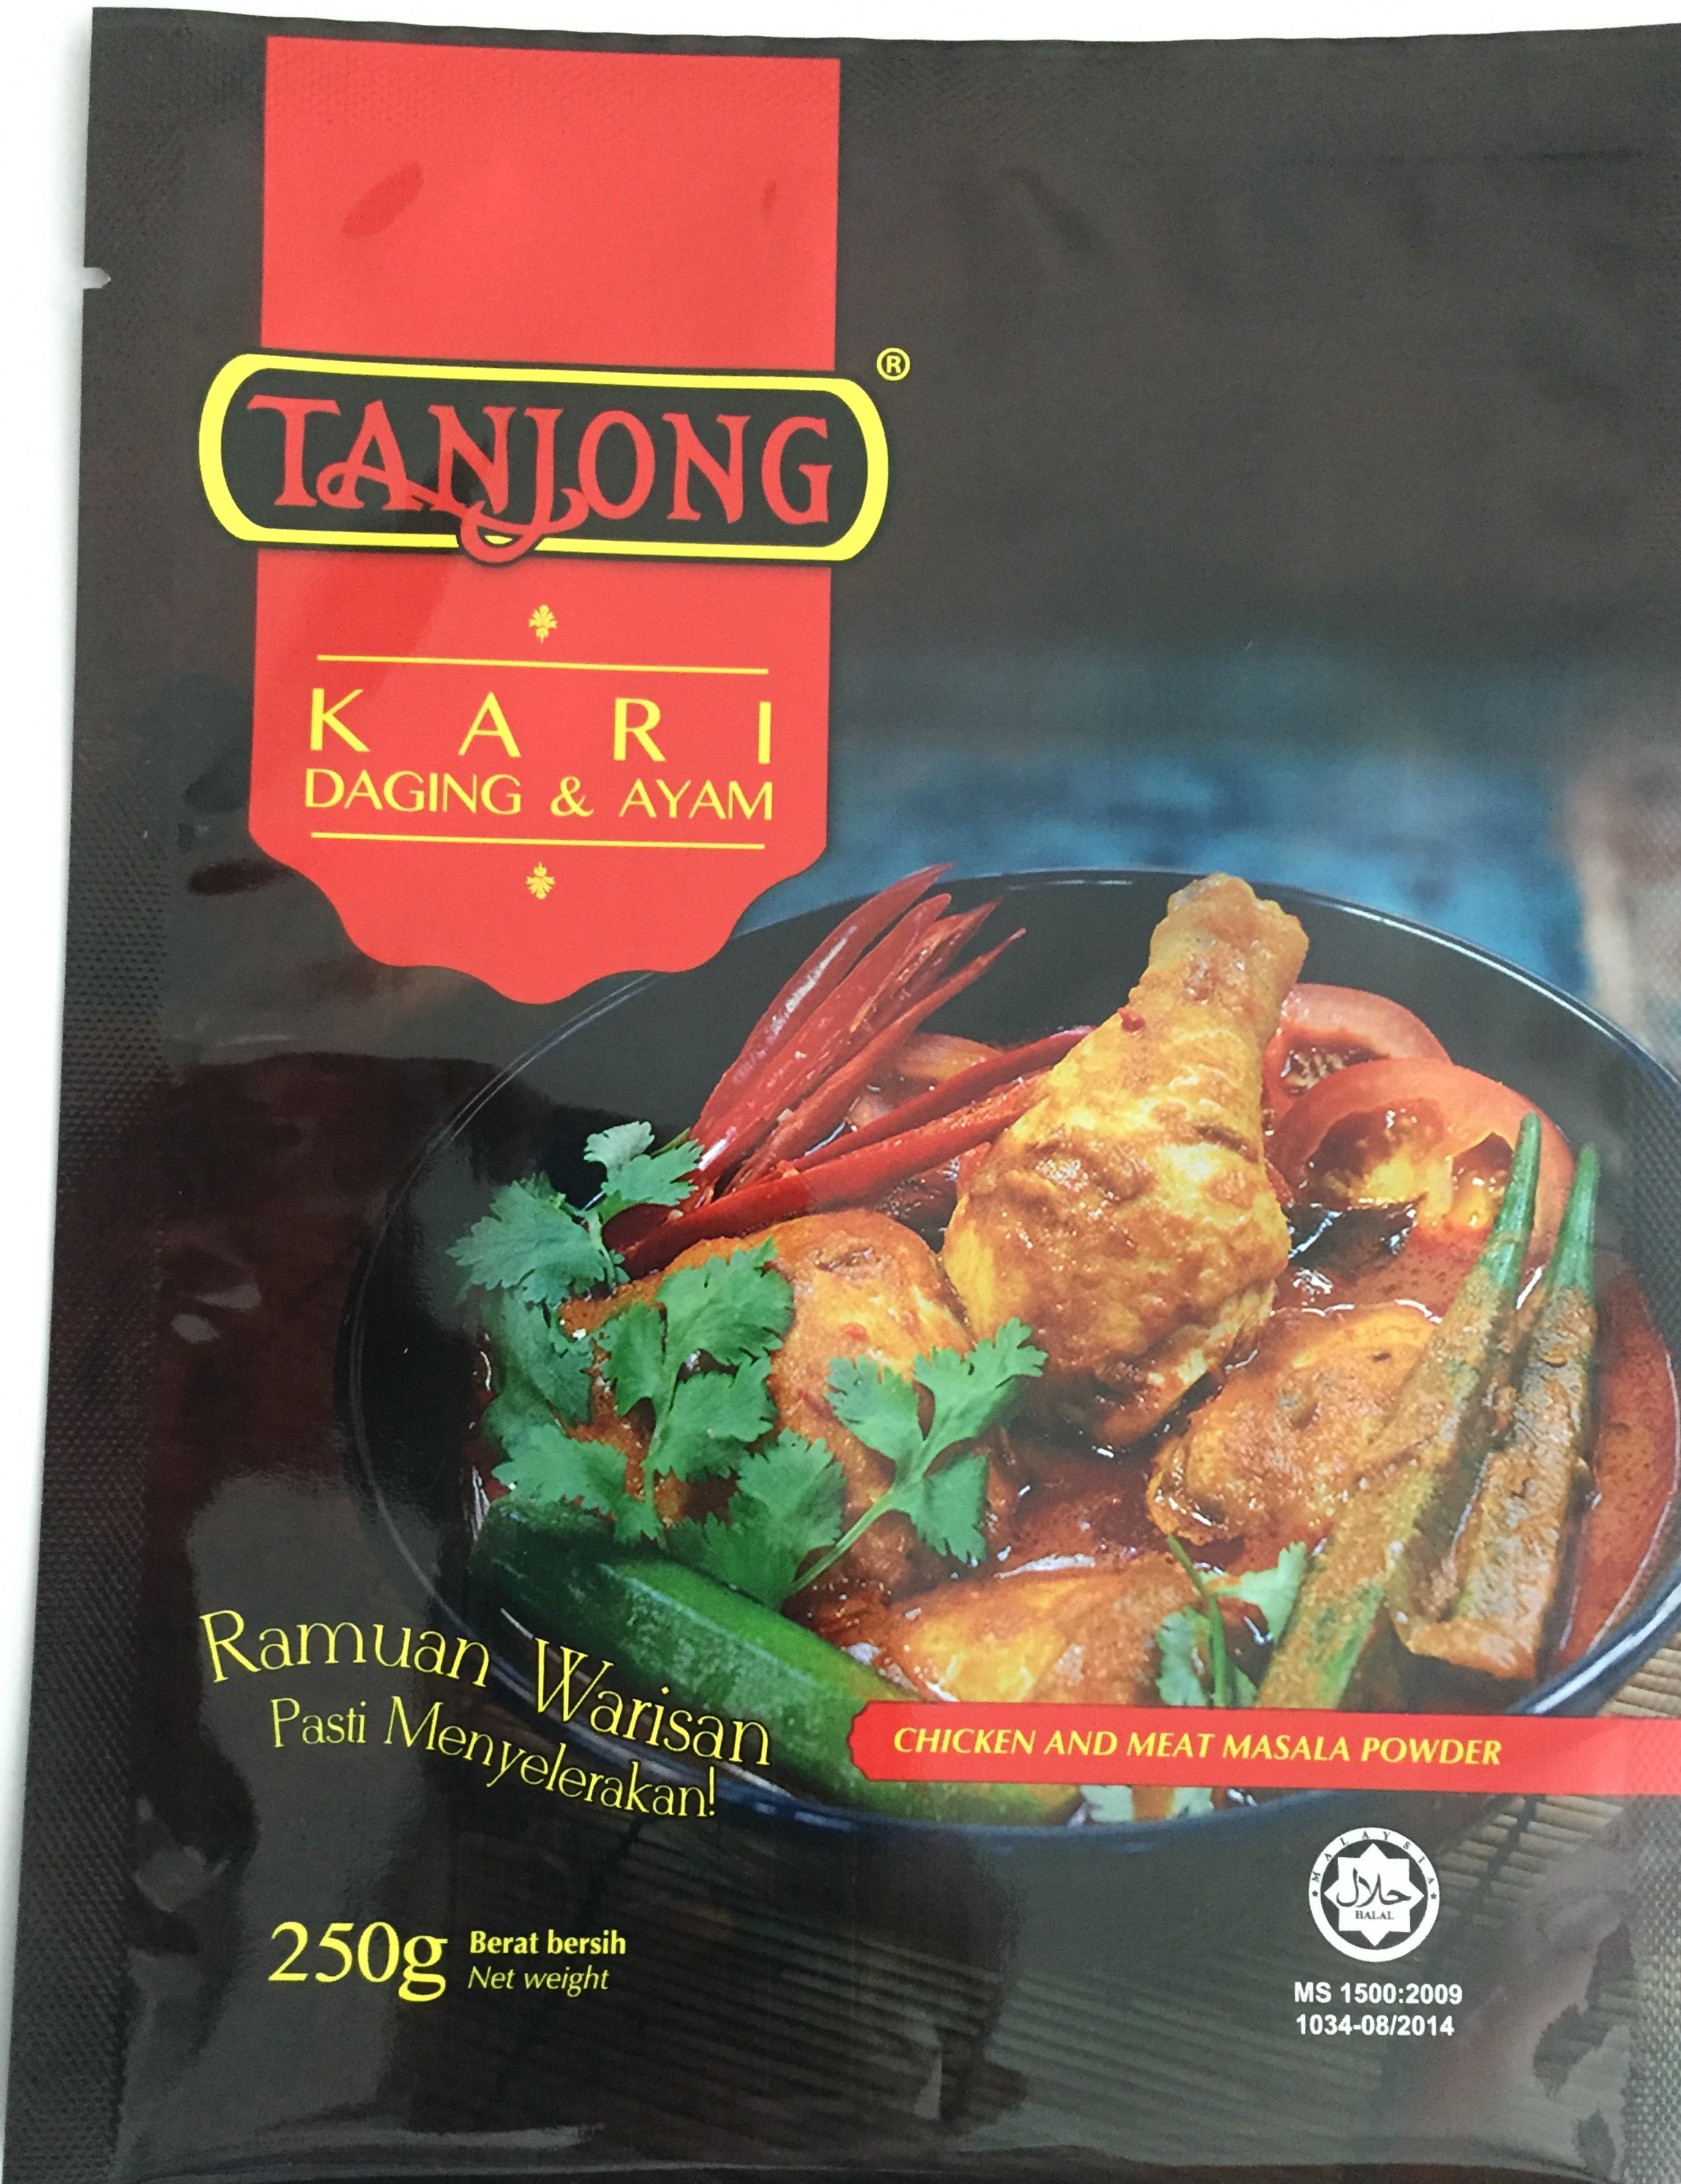 TANJONG ®
KARI
DAGING & AYAM
Ramuan Warisan
Pasti Menyelerakan!
CHICKEN AND MEAT MASALA POWDER
250g Berat bersih
Net weight
MALAYSIA
حلال
HALAL
MS 1500:2009
1034-08/2014